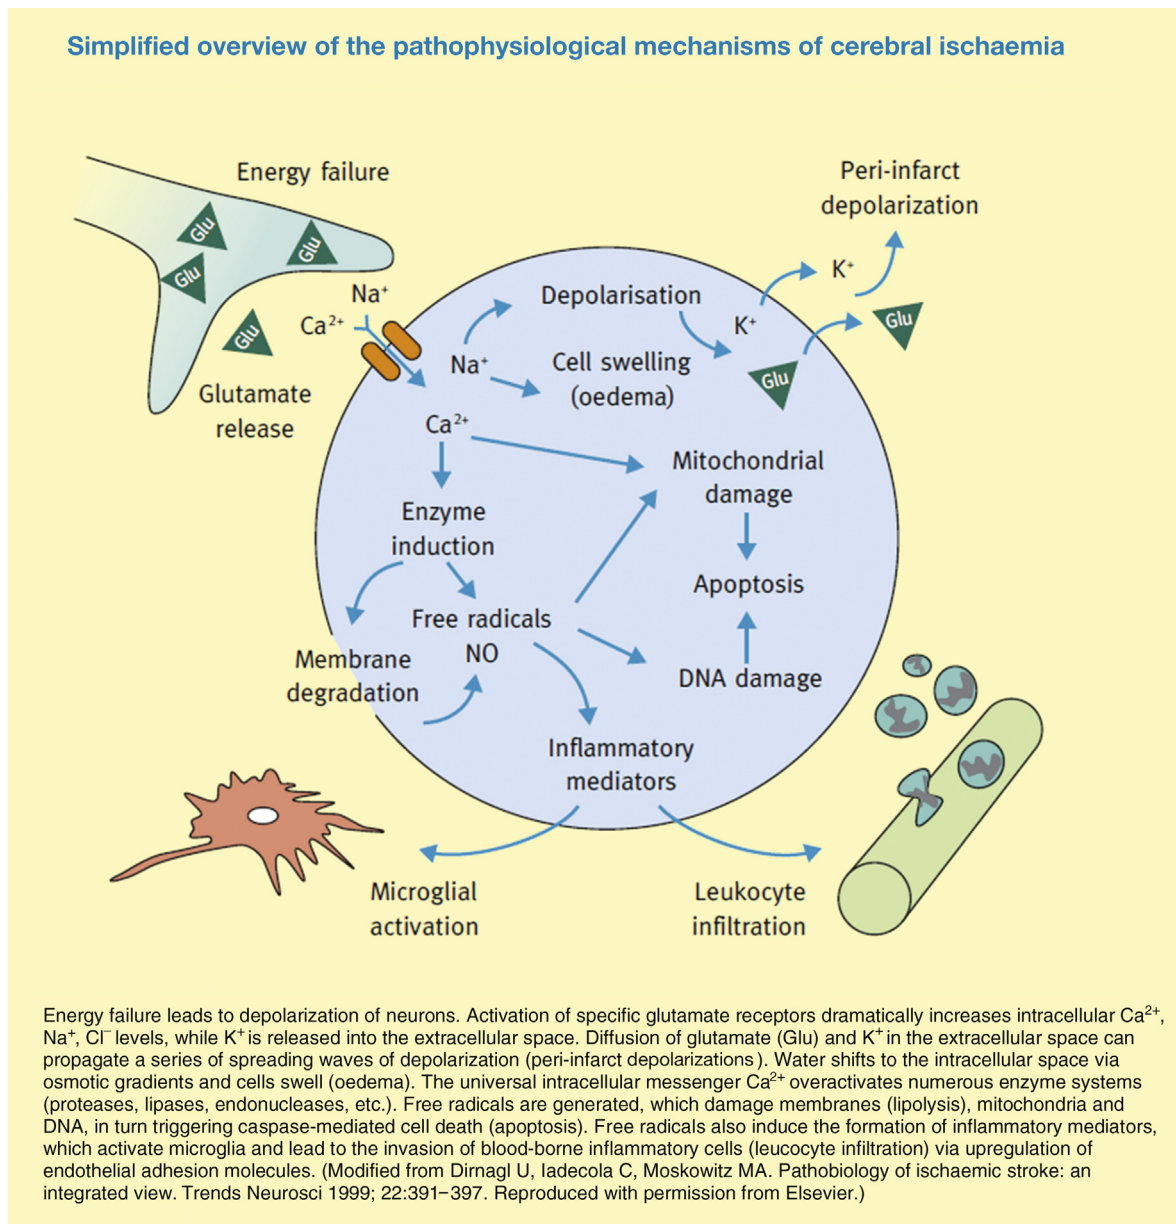 Simplified overview of the pathophysiological mechanisms of cerebral ischaemia
Energy failure
Peri-infarct
depolarization
Glu
Glu
Glu
Glu
Na⁺
Ca²⁺
Glutamate
release
Depolarisation
K⁺
K⁺
Glu
Glu
Na⁺
Cell swelling
(oedema)
Ca²⁺
Mitochondrial
damage
Enzyme
induction
Apoptosis
Free radicals
NO
Membrane
degradation
DNA damage
Inflammatory
mediators
Microglial
activation
Leukocyte
infiltration
Energy failure leads to depolarization of neurons. Activation of specific glutamate receptors dramatically increases intracellular Ca²⁺,
Na⁺, Cl⁻ levels, while K⁺ is released into the extracellular space. Diffusion of glutamate (Glu) and K⁺ in the extracellular space can
propagate a series of spreading waves of depolarization (peri-infarct depolarizations). Water shifts to the intracellular space via
osmotic gradients and cells swell (oedema). The universal intracellular messenger Ca²⁺ overactivates numerous enzyme systems
(proteases, lipases, endonucleases, etc.). Free radicals are generated, which damage membranes (lipolysis), mitochondria and
DNA, in turn triggering caspase-mediated cell death (apoptosis). Free radicals also induce the formation of inflammatory mediators,
which activate microglia and lead to the invasion of blood-borne inflammatory cells (leucocyte infiltration) via upregulation of
endothelial adhesion molecules. (Modified from Dirnagl U, Iadecola C, Moskowitz MA. Pathobiology of ischaemic stroke: an
integrated view. Trends Neurosci 1999; 22:391–397. Reproduced with permission from Elsevier.)